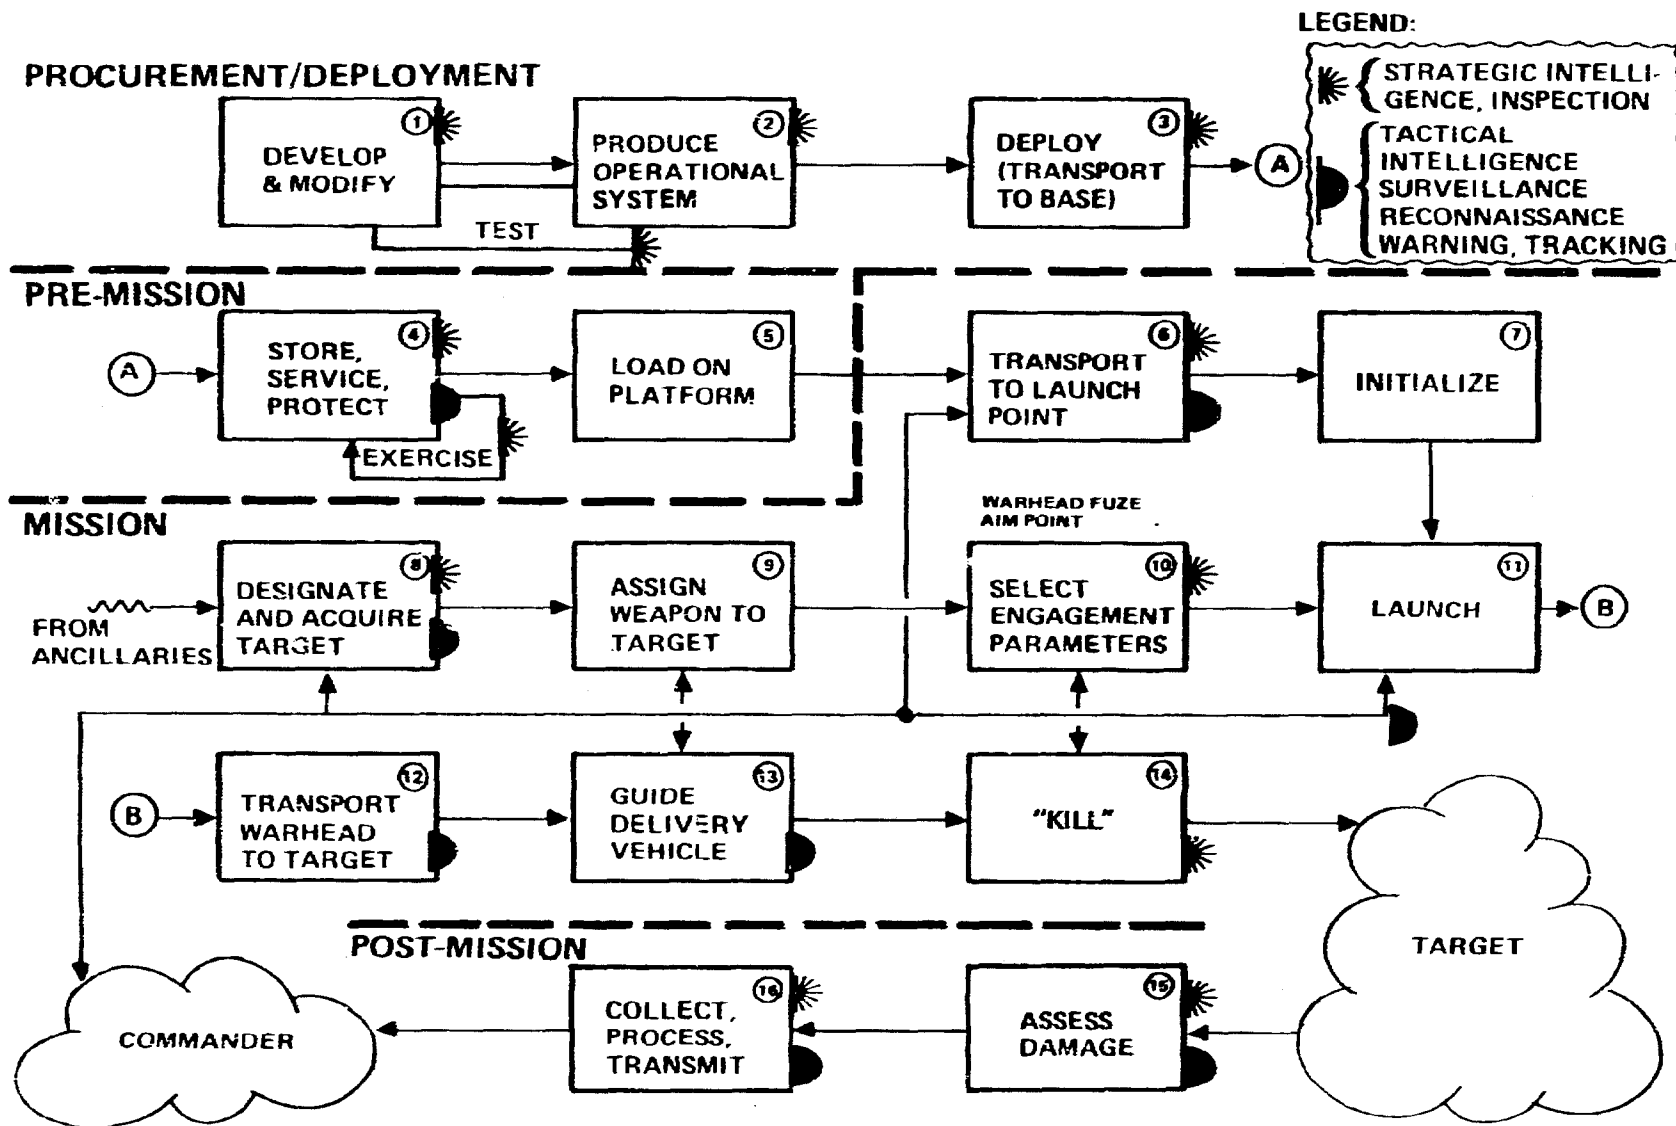 LEGEND:
PROCUREMENT/DEPLOYMENT
STRATEGIC INTELLI-
GENCE, INSPECTION
TACTICAL
INTELLIGENCE
SURVEILLANCE
RECONNAISSANCE
WARNING, TRACKING
1
DEVELOP
& MODIFY
2
PRODUCE
OPERATIONAL
SYSTEM
3
DEPLOY
(TRANSPORT
TO BASE)
A
TEST
PRE-MISSION
A
4
STORE,
SERVICE,
PROTECT
EXERCISE
5
LOAD ON
PLATFORM
6
TRANSPORT
TO LAUNCH
POINT
7
INITIALIZE
MISSION
FROM
ANCILLARIES
8
DESIGNATE
AND ACQUIRE
TARGET
9
ASSIGN
WEAPON TO
TARGET
WARHEAD FUZE
AIM POINT
10
SELECT
ENGAGEMENT
PARAMETERS
11
LAUNCH
B
B
12
TRANSPORT
WARHEAD
TO TARGET
13
GUIDE
DELIVERY
VEHICLE
14
"KILL"
TARGET
POST-MISSION
15
ASSESS
DAMAGE
16
COLLECT,
PROCESS,
TRANSMIT
COMMANDER